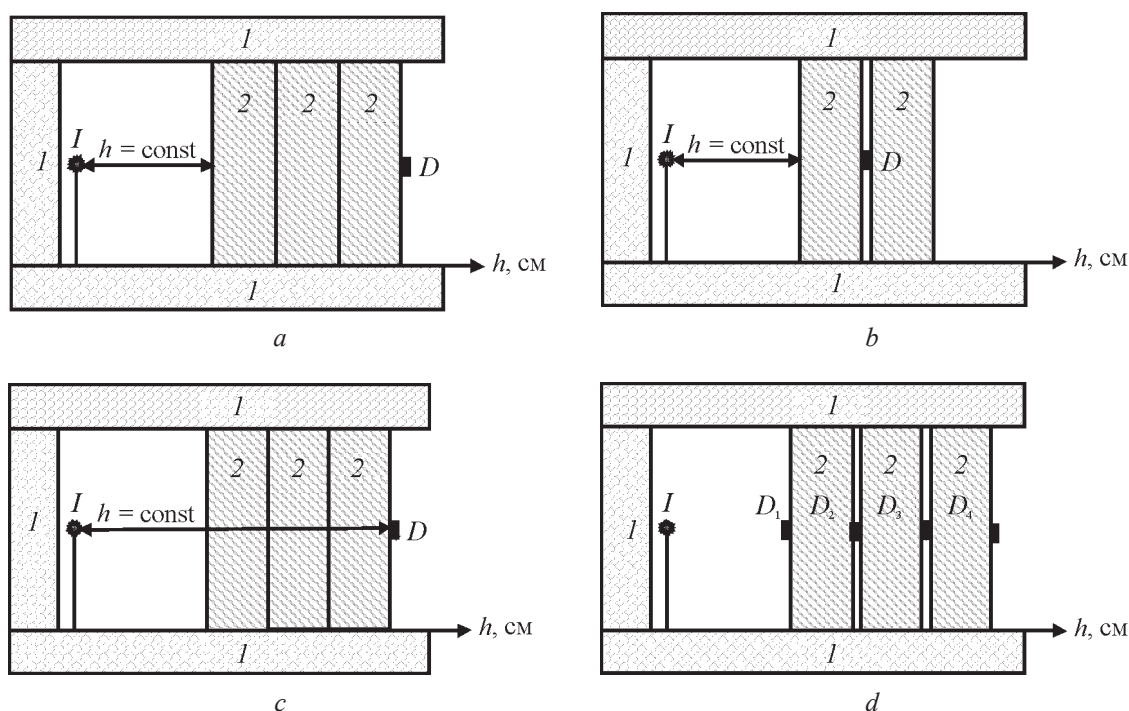 1
2 2 2
I
h = const
1
D
h, см
1
a
1
2 2
I
h = const
1
D
h, см
1
b
1
2 2 2
I
h = const
1
D
h, см
1
c
1
2 2 2
I
D₁ D₂ D₃ D₄
1
h, см
1
d